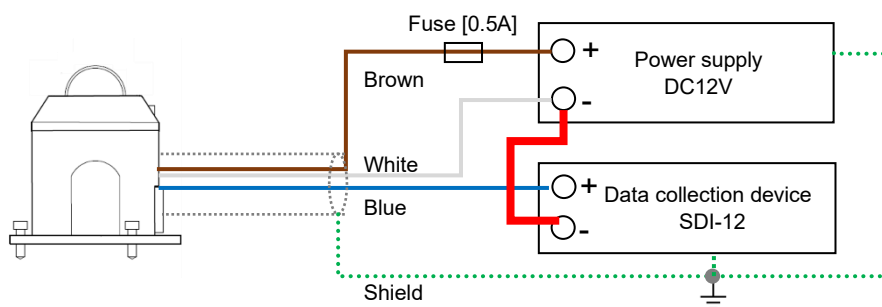 Fuse [0.5A]
+
Power supply
DC12V
-
Brown
White
Blue
+
Data collection device
SDI-12
-
Shield